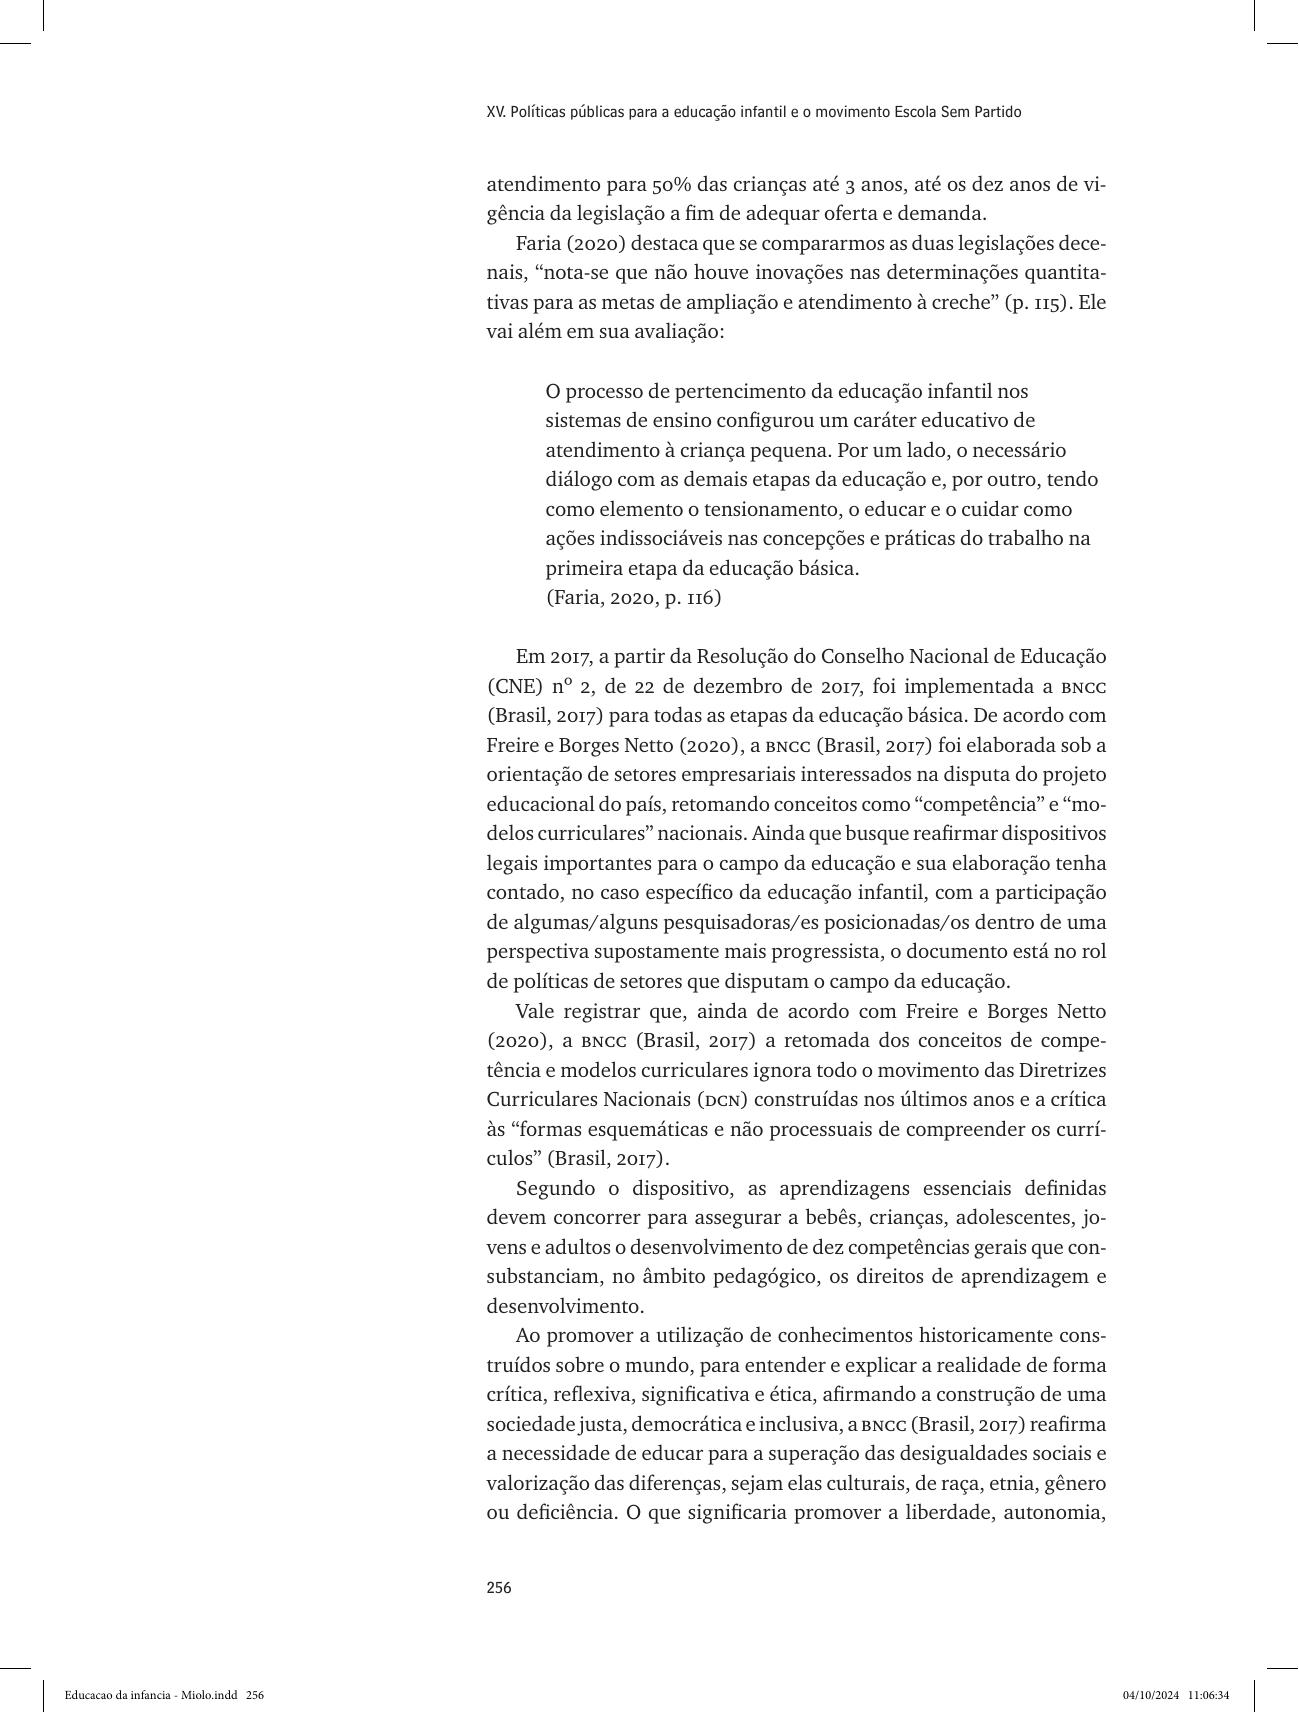 XV. Políticas públicas para a educação infantil e o movimento Escola Sem Partido
atendimento para 50% das crianças até 3 anos, até os dez anos de vi-
gência da legislação a fim de adequar oferta e demanda.
Faria (2020) destaca que se compararmos as duas legislações dece-
nais, “nota-se que não houve inovações nas determinações quantita-
tivas para as metas de ampliação e atendimento à creche” (p. 115). Ele
vai além em sua avaliação:
O processo de pertencimento da educação infantil nos
sistemas de ensino configurou um caráter educativo de
atendimento à criança pequena. Por um lado, o necessário
diálogo com as demais etapas da educação e, por outro, tendo
como elemento o tensionamento, o educar e o cuidar como
ações indissociáveis nas concepções e práticas do trabalho na
primeira etapa da educação básica.
(Faria, 2020, p. 116)
Em 2017, a partir da Resolução do Conselho Nacional de Educação
(CNE) nº 2, de 22 de dezembro de 2017, foi implementada a BNCC
(Brasil, 2017) para todas as etapas da educação básica. De acordo com
Freire e Borges Netto (2020), a BNCC (Brasil, 2017) foi elaborada sob a
orientação de setores empresariais interessados na disputa do projeto
educacional do país, retomando conceitos como “competência” e “mo-
delos curriculares” nacionais. Ainda que busque reafirmar dispositivos
legais importantes para o campo da educação e sua elaboração tenha
contado, no caso específico da educação infantil, com a participação
de algumas/alguns pesquisadoras/es posicionadas/os dentro de uma
perspectiva supostamente mais progressista, o documento está no rol
de políticas de setores que disputam o campo da educação.
Vale registrar que, ainda de acordo com Freire e Borges Netto
(2020), a BNCC (Brasil, 2017) a retomada dos conceitos de compe-
tência e modelos curriculares ignora todo o movimento das Diretrizes
Curriculares Nacionais (DCN) construídas nos últimos anos e a crítica
às “formas esquemáticas e não processuais de compreender os currí-
culos” (Brasil, 2017).
Segundo o dispositivo, as aprendizagens essenciais definidas
devem concorrer para assegurar a bebês, crianças, adolescentes, jo-
vens e adultos o desenvolvimento de dez competências gerais que con-
substanciam, no âmbito pedagógico, os direitos de aprendizagem e
desenvolvimento.
Ao promover a utilização de conhecimentos historicamente cons-
truídos sobre o mundo, para entender e explicar a realidade de forma
crítica, reflexiva, significativa e ética, afirmando a construção de uma
sociedade justa, democrática e inclusiva, a BNCC (Brasil, 2017) reafirma
a necessidade de educar para a superação das desigualdades sociais e
valorização das diferenças, sejam elas culturais, de raça, etnia, gênero
ou deficiência. O que significaria promover a liberdade, autonomia,
256
Educacao da infancia - Miolo.indd 256
04/10/2024 11:06:34